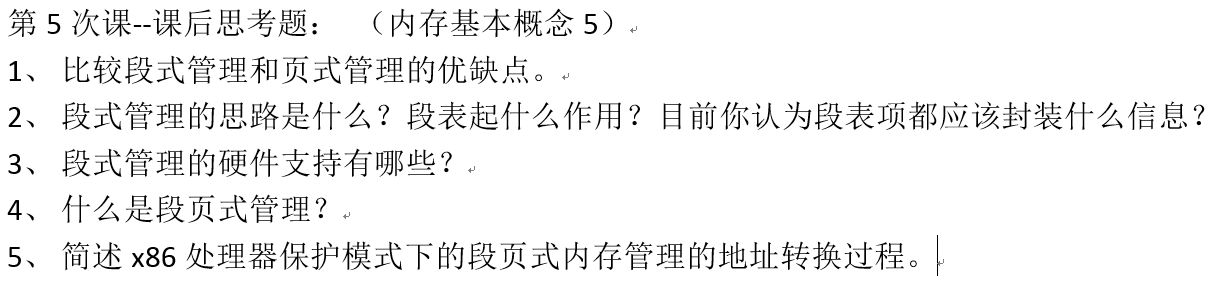 第 5 次课--课后思考题： （内存基本概念 5）
1、 比较段式管理和页式管理的优缺点。
2、 段式管理的思路是什么？段表起什么作用？目前你认为段表项都应该封装什么信息？
3、 段式管理的硬件支持有哪些？
4、 什么是段页式管理？
5、 简述 x86 处理器保护模式下的段页式内存管理的地址转换过程。